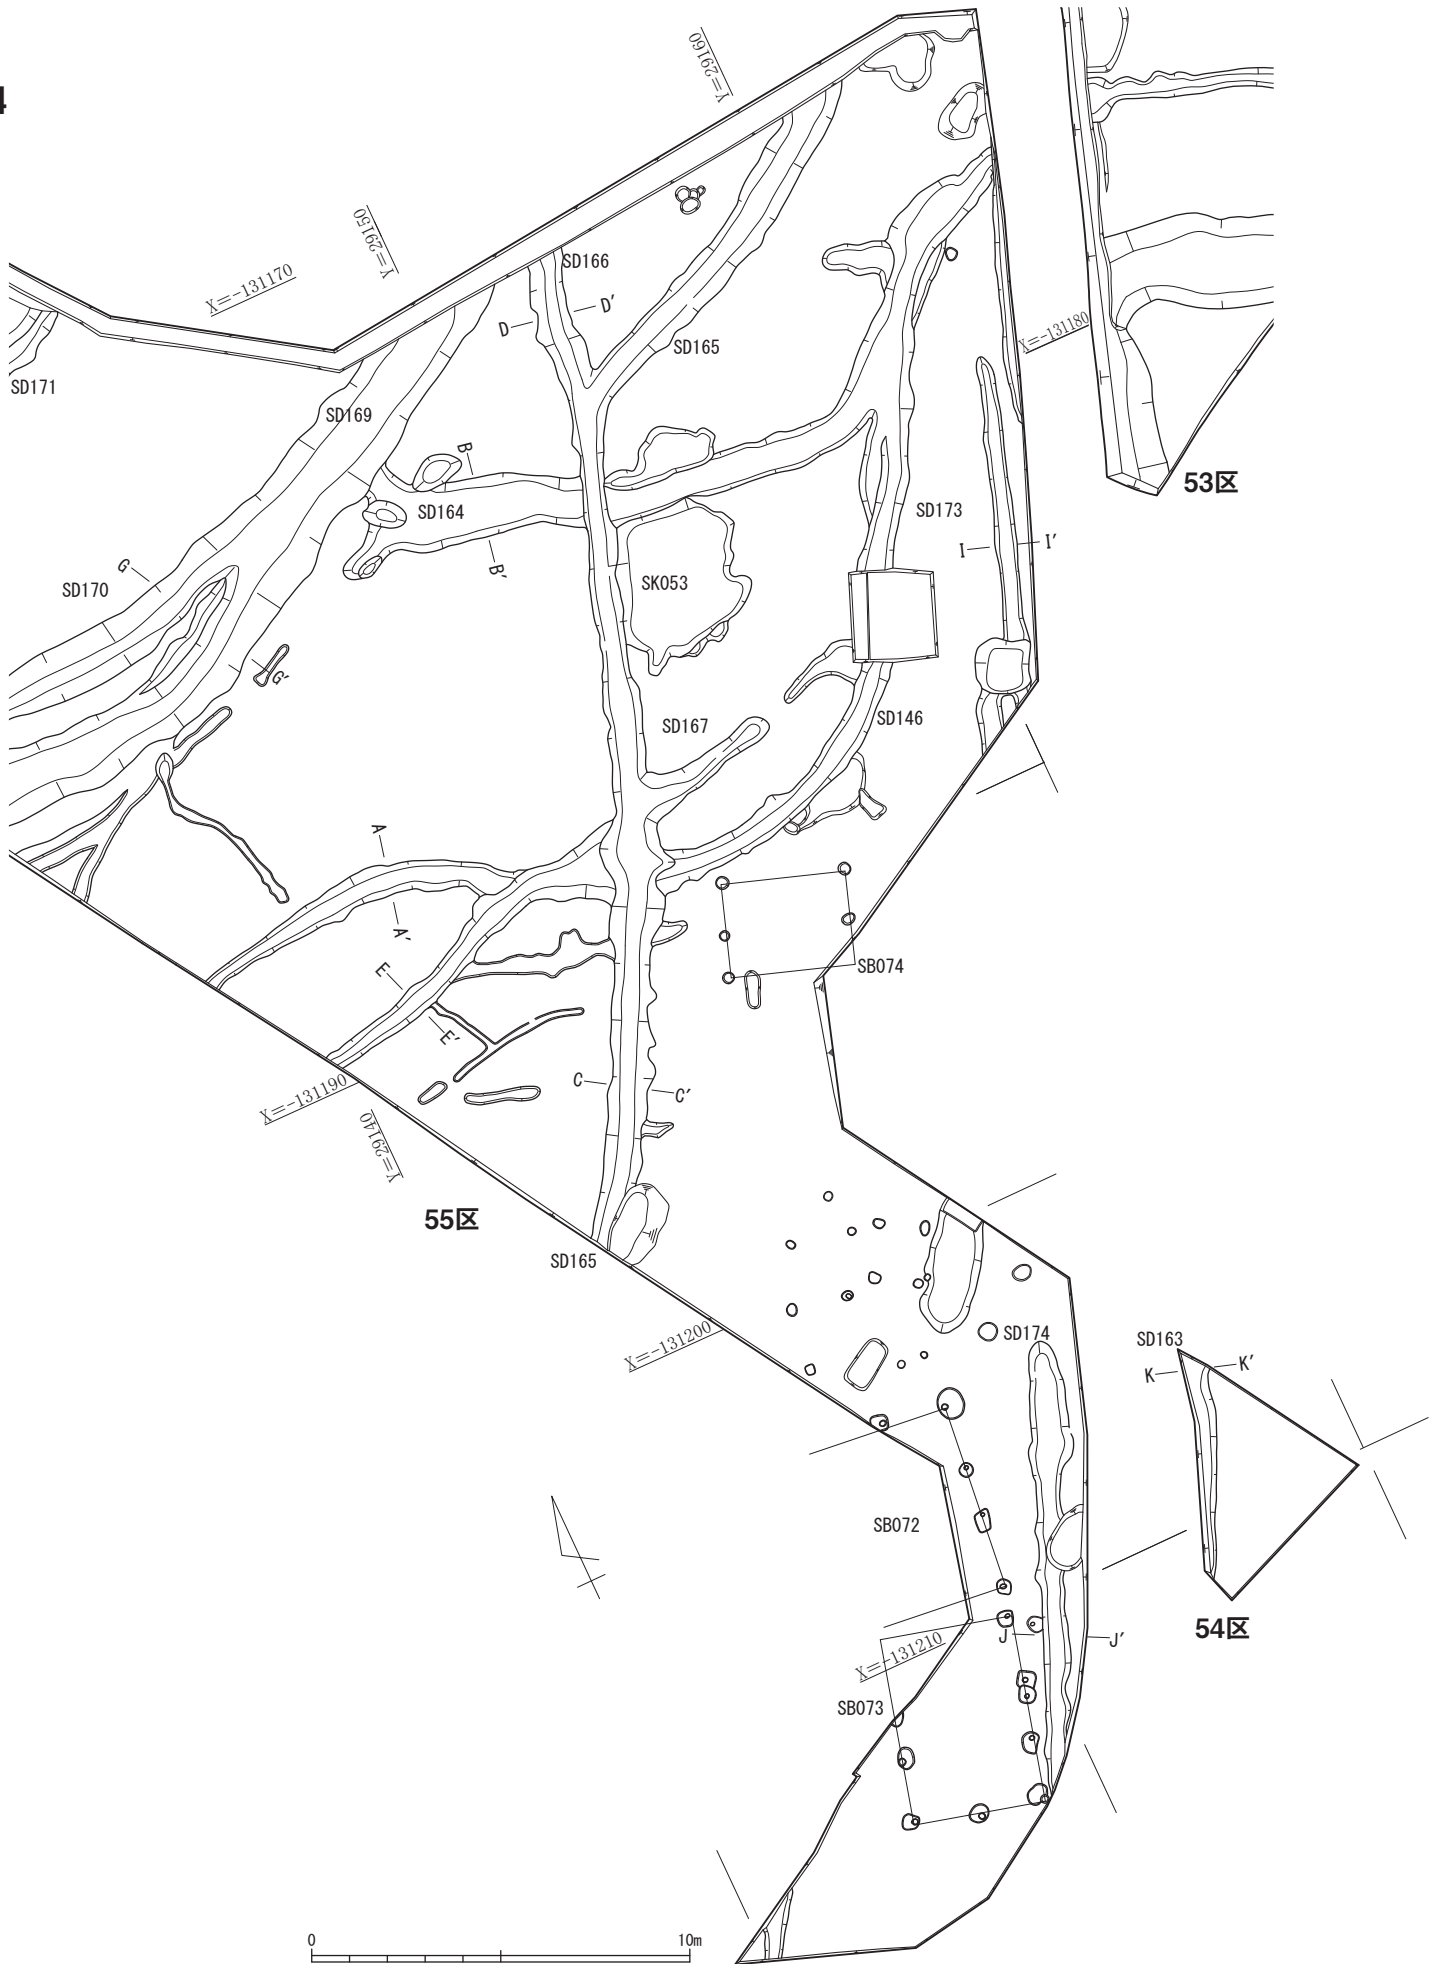 4
Y=29160
Y=29150
X=-131170
SD166
D
D′
SD165
X=-131180
SD171
SD169
B
53区
SD164
SD173
I
I′
G
B′
SK053
SD170
G′
SD167
SD146
A
A′
E
SB074
E′
C
C′
X=-131190
Y=29140
55区
SD165
X=-131200
SD174
SD163
K
K′
SB072
54区
J
J′
X=-131210
SB073
0
10m